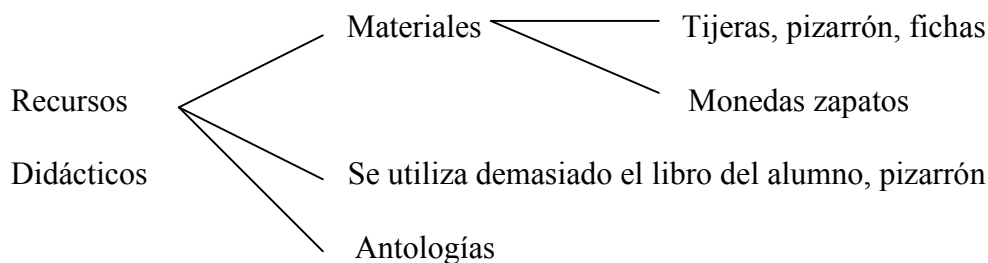 Materiales Tijeras, pizarrón, fichas
Recursos Monedas zapatos
Didácticos Se utiliza demasiado el libro del alumno, pizarrón
Antologías